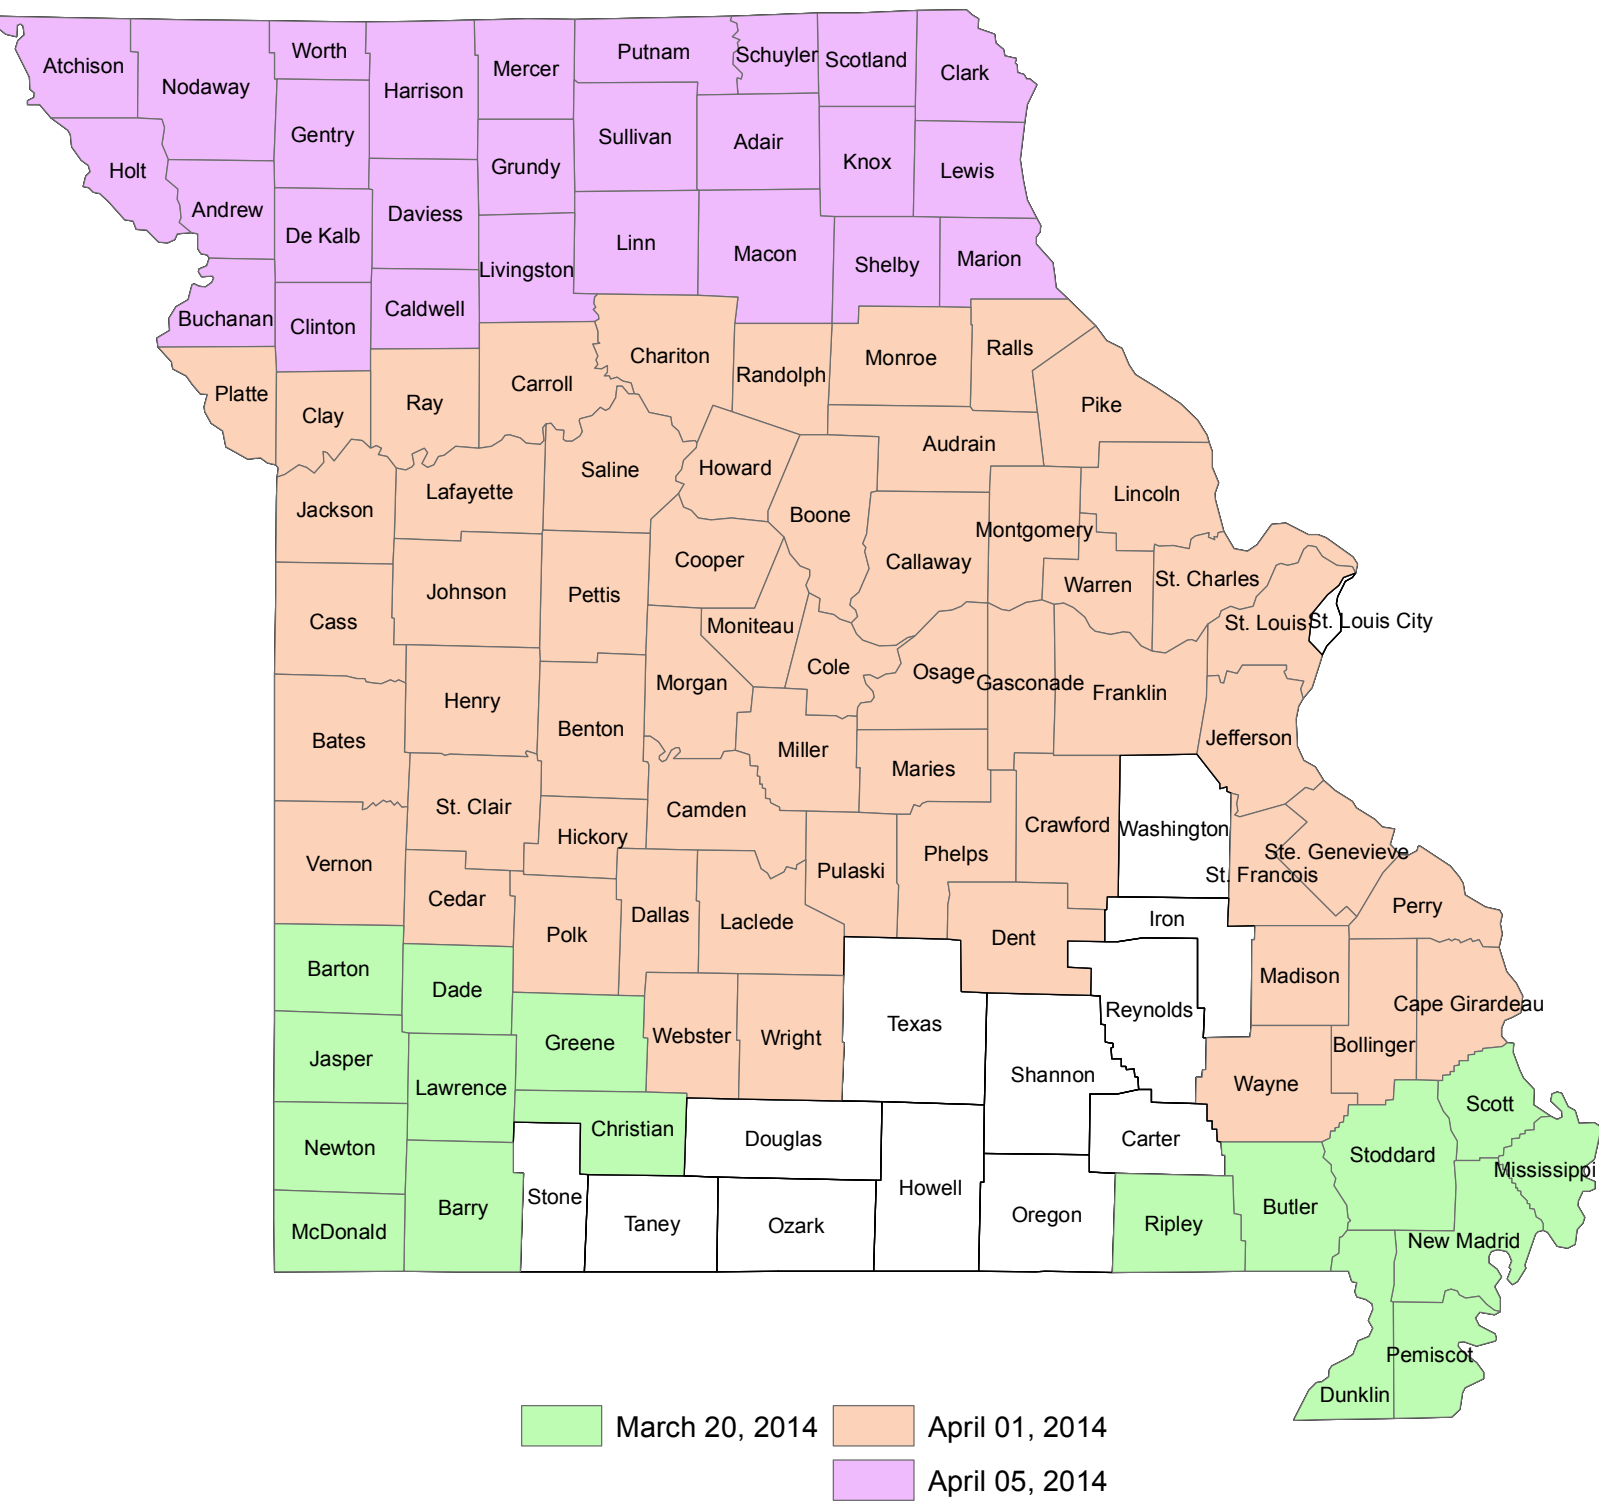 Worth
Putnam
Schuyler
Scotland
Atchison
Mercer
Clark
Nodaway
Harrison
Gentry
Sullivan
Adair
Knox
Holt
Grundy
Lewis
Andrew
Daviess
De Kalb
Linn
Macon
Marion
Shelby
Livingston
Caldwell
Buchanan
Clinton
Ralls
Chariton
Monroe
Randolph
Carroll
Platte
Ray
Pike
Clay
Audrain
Howard
Saline
Lafayette
Lincoln
Jackson
Boone
Montgomery
Cooper
Callaway
St. Charles
Warren
Johnson
Pettis
Cass
St. Louis
St. Louis City
Moniteau
Cole
Osage
Morgan
Gasconade
Franklin
Henry
Benton
Jefferson
Bates
Miller
Maries
St. Clair
Camden
Crawford
Washington
Hickory
Ste. Genevieve
Phelps
Vernon
Pulaski
St. Francois
Cedar
Perry
Dallas
Iron
Laclede
Polk
Dent
Barton
Madison
Dade
Cape Girardeau
Reynolds
Texas
Webster
Wright
Greene
Bollinger
Jasper
Shannon
Wayne
Lawrence
Scott
Christian
Douglas
Carter
Newton
Stoddard
Mississippi
Howell
Stone
Barry
Butler
Oregon
Taney
Ozark
Ripley
McDonald
New Madrid
Pemiscot
Dunklin
March 20, 2014
April 01, 2014
April 05, 2014